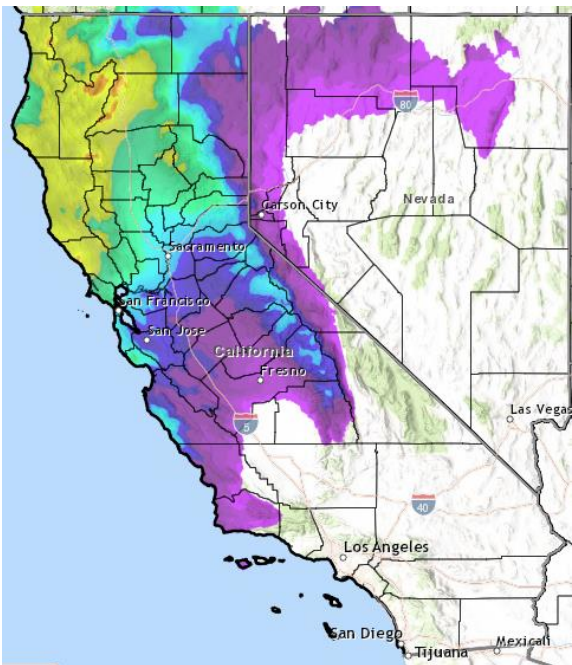 80
Nevada
Carson City
Sacramento
San Francisco
San Jose
California
Fresno
5
Las Vegas
40
Los Angeles
San Diego
Tijuana
Mexicali